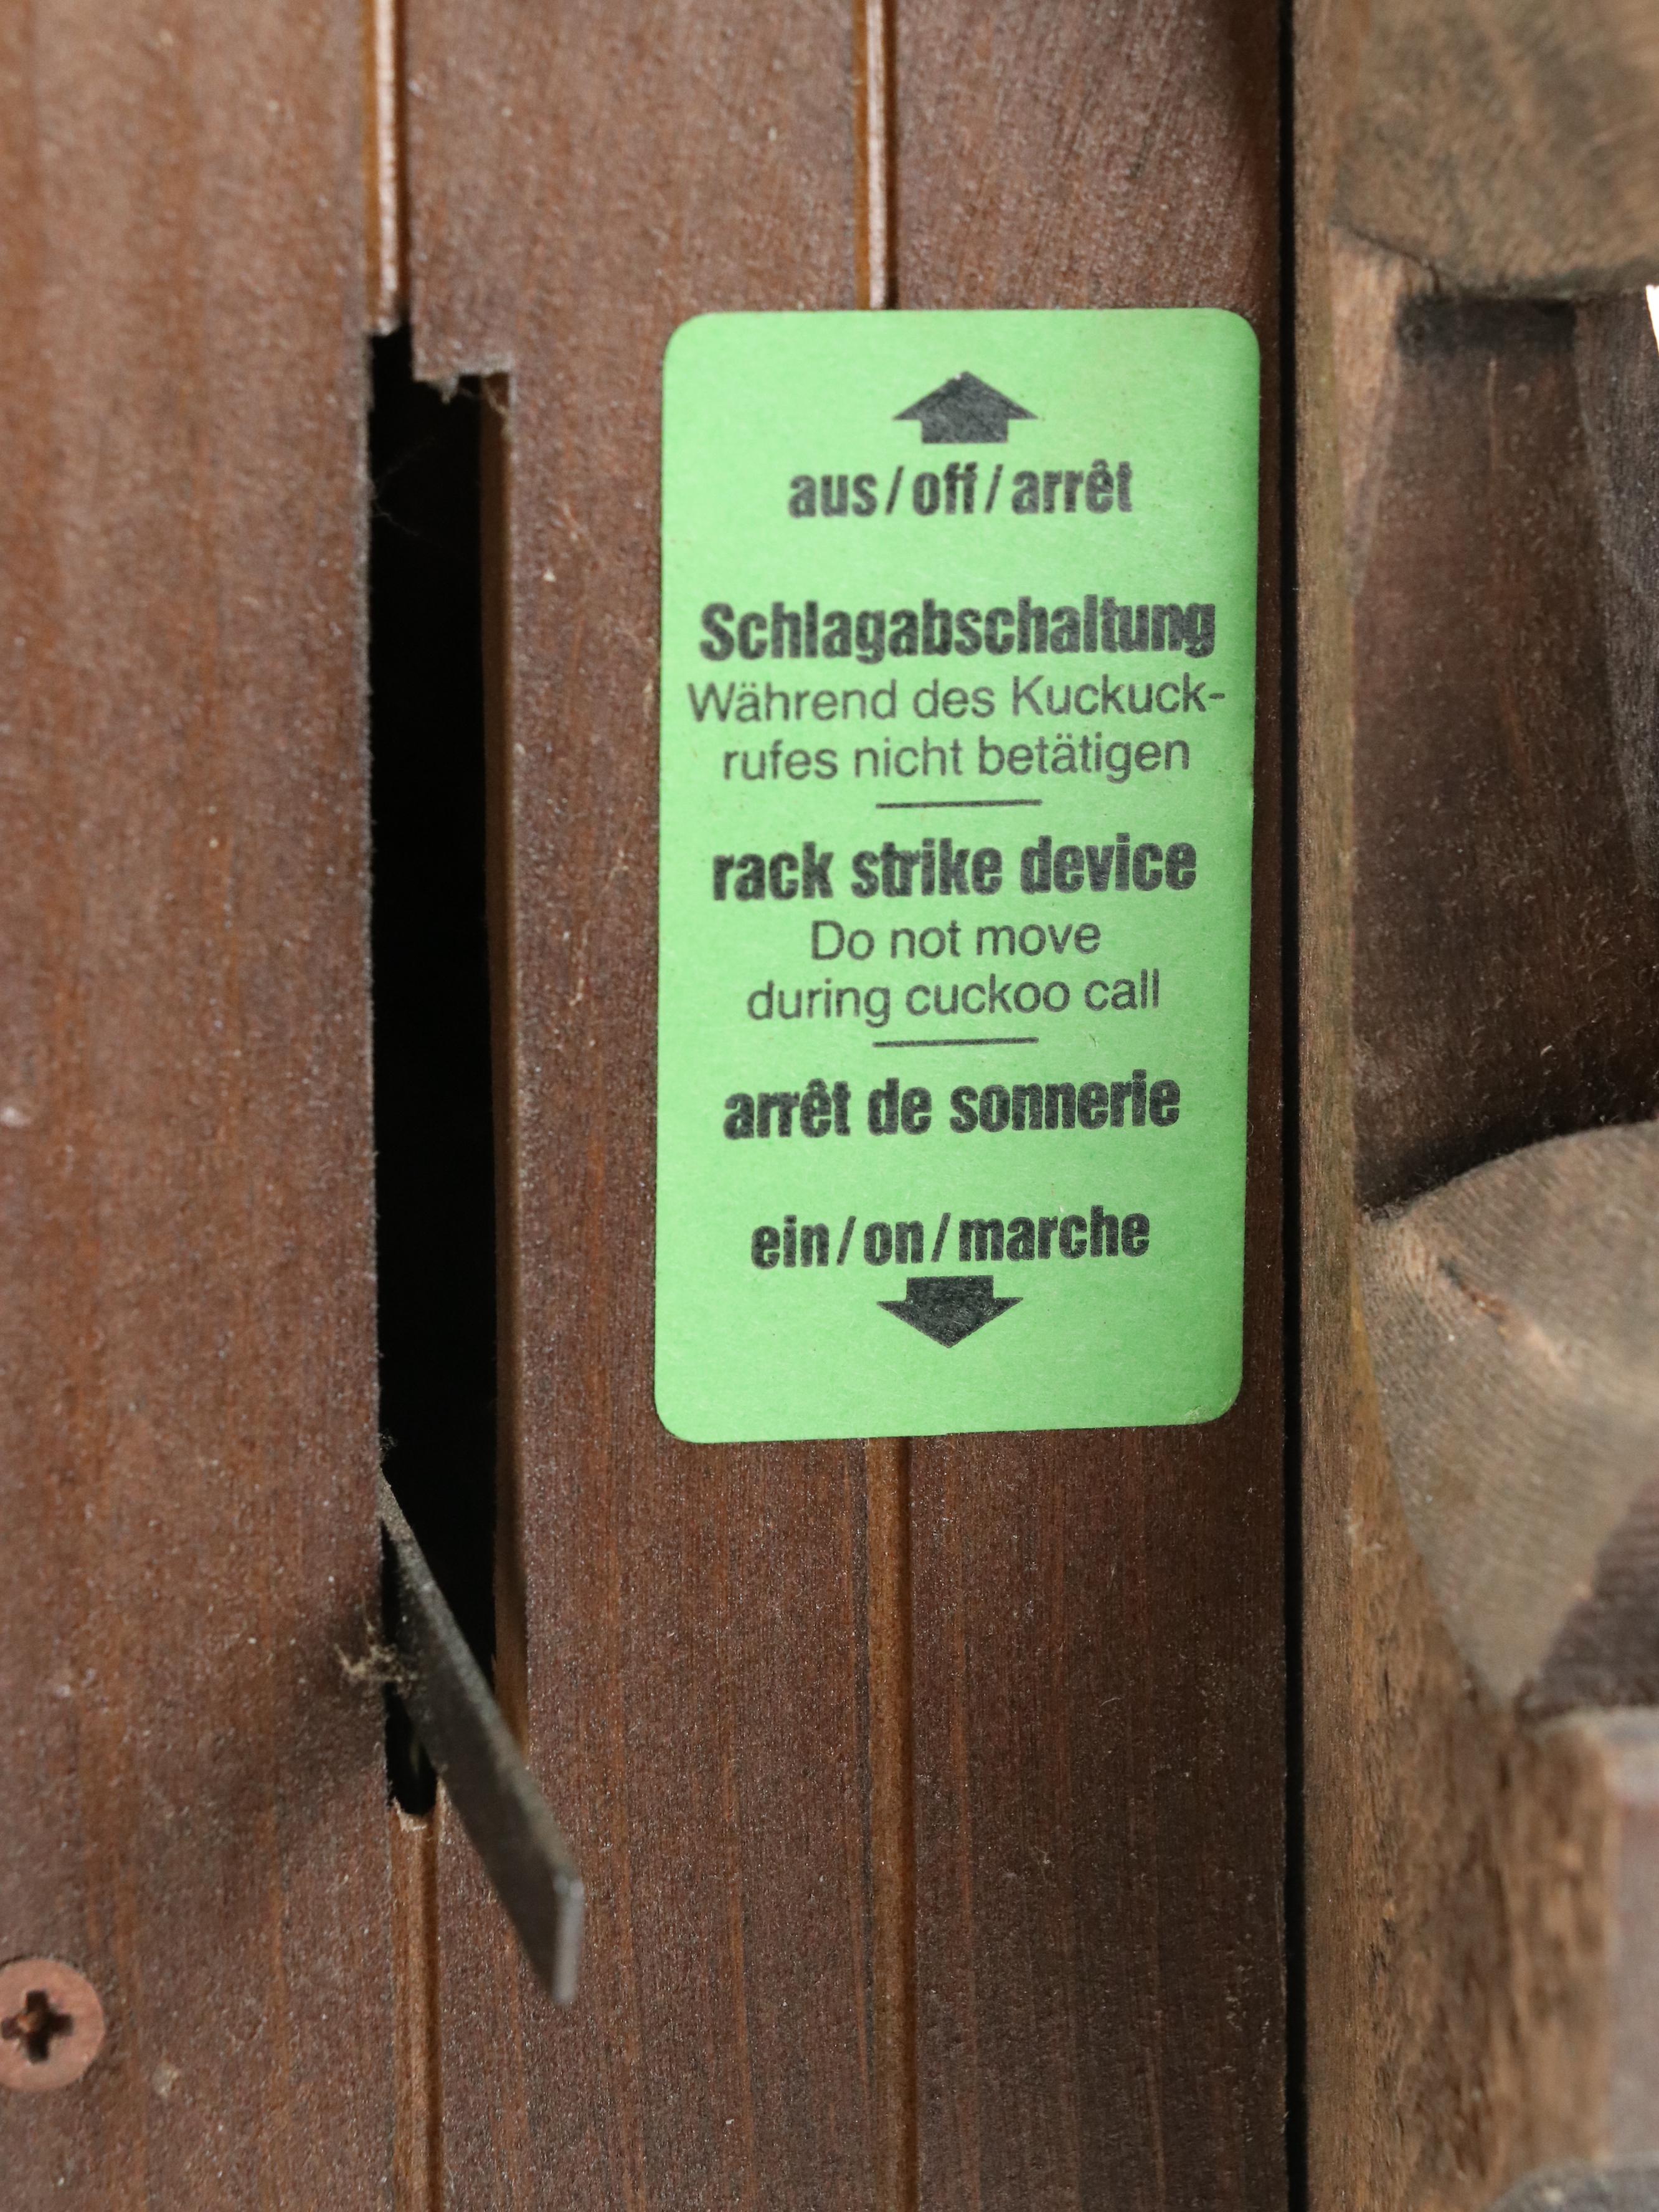 aus / off / arrêt
Schlagabschaltung
Während des Kuckuck-
rufes nicht betätigen
rack strike device
Do not move
during cuckoo call
arrêt de sonnerie
ein / on / marche